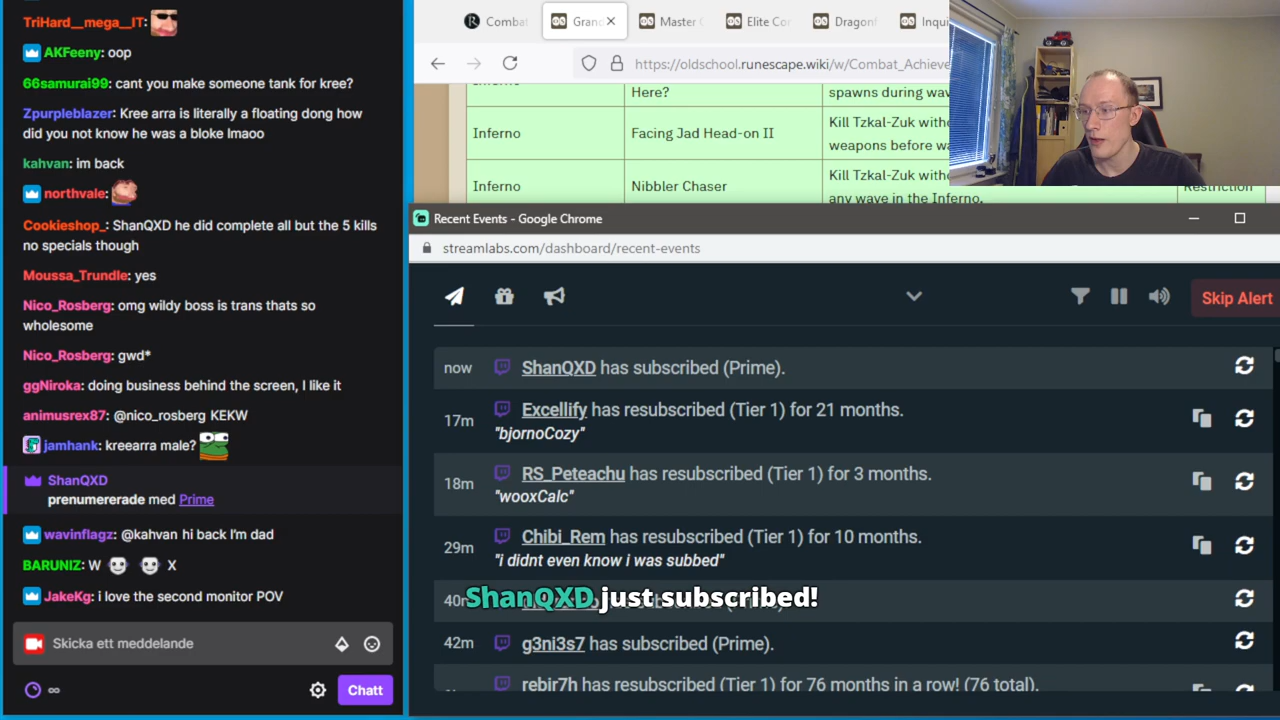 TriHard__mega__IT:
AKFeeny: oop
66samurai99: cant you make someone tank for kree?
Zpurpleblazer: Kree arra is literally a floating dong how
did you not know he was a bloke lmaoo
kahvan: im back
northvale:
Cookieshop_: ShanQXD he did complete all but the 5 kills
no specials though
Moussa_Trundle: yes
Nico_Rosberg: omg wildy boss is trans thats so
wholesome
Nico_Rosberg: gwd*
ggNiroka: doing business behind the screen, I like it
animusrex87: @nico_rosberg KEKW
jamhank: kreearra male?
ShanQXD
prenumererade med Prime
wavinflagz: @kahvan hi back I'm dad
BARUNIZ: W X
JakeKg: i love the second monitor POV
Skicka ett meddelande
∞
Chatt
Combat
Gran
Master
Elite Co
Dragonf
Inqui
https://oldschool.runescape.wiki/w/Combat_Achieve
Here?
spawns during wav
Inferno
Facing Jad Head-on II
Kill TzKal-Zuk with
weapons before wa
Inferno
Nibbler Chaser
Kill TzKal-Zuk with
any wave in the Inferno.
Restriction
Recent Events - Google Chrome
streamlabs.com/dashboard/recent-events
Skip Alert
now ShanQXD has subscribed (Prime).
17m Excellify has resubscribed (Tier 1) for 21 months.
"bjornoCozy"
18m RS_Peteachu has resubscribed (Tier 1) for 3 months.
"wooxCalc"
29m Chibi_Rem has resubscribed (Tier 1) for 10 months.
"i didnt even know i was subbed"
40m
ShanQXD just subscribed!
42m g3ni3s7 has subscribed (Prime).
rebir7h has resubscribed (Tier 1) for 76 months in a row! (76 total).